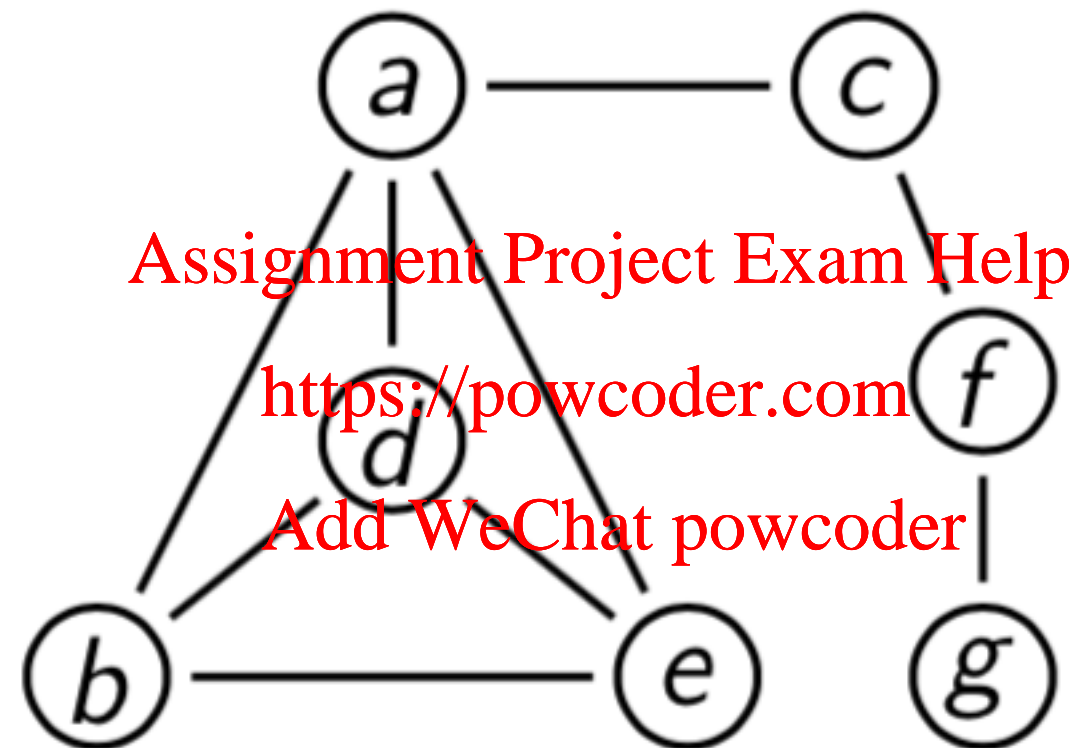 a c
Assignment Project Exam Help
https://powcoder.com
f
d
Add WeChat powcoder
b e g